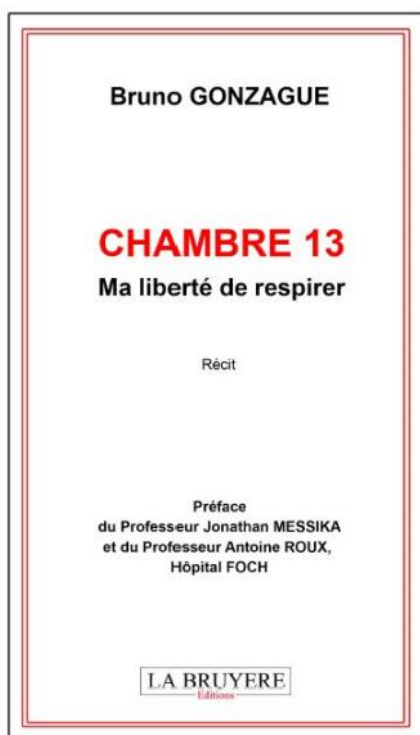 Bruno GONZAGUE
CHAMBRE 13
Ma liberté de respirer
Récit
Préface
du Professeur Jonathan MESSIKA
et du Professeur Antoine ROUX,
Hôpital FOCH
LA BRUYERE
Editions